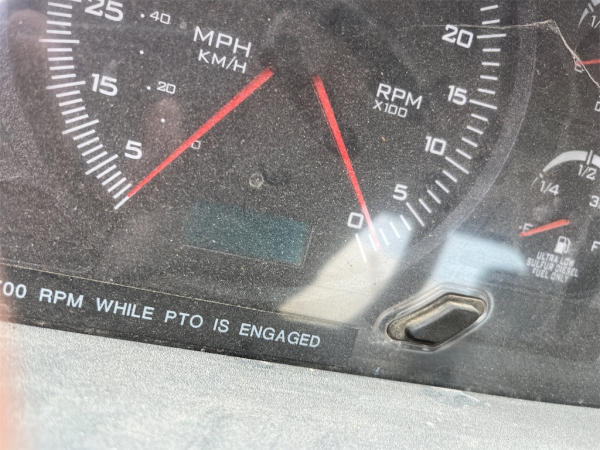 25
40
MPH
KM/H
15
20
5
0
20
RPM
X100
15
10
5
0
1/2
1/4
E
F
ULTRA LOW
SULFUR DIESEL
FUEL ONLY
00 RPM WHILE PTO IS ENGAGED